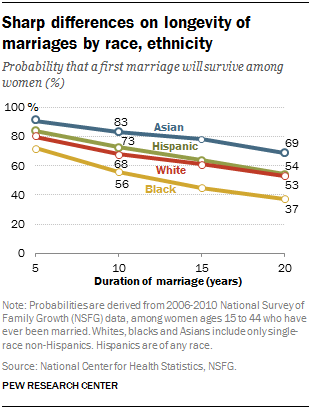 Sharp differences on longevity of
marriages by race, ethnicity
Probability that a first marriage will survive among
women (%)
100 %
80
60
40
20
0
83
73
68
56
Asian
Hispanic
White
Black
69
54
53
37
5
10
15
20
Duration of marriage (years)
Note: Probabilities are derived from 2006-2010 National Survey of
Family Growth (NSFG) data, among women ages 15 to 44 who have
ever been married. Whites, blacks and Asians include only single-
race non-Hispanics. Hispanics are of any race.
Source: National Center for Health Statistics, NSFG.
PEW RESEARCH CENTER